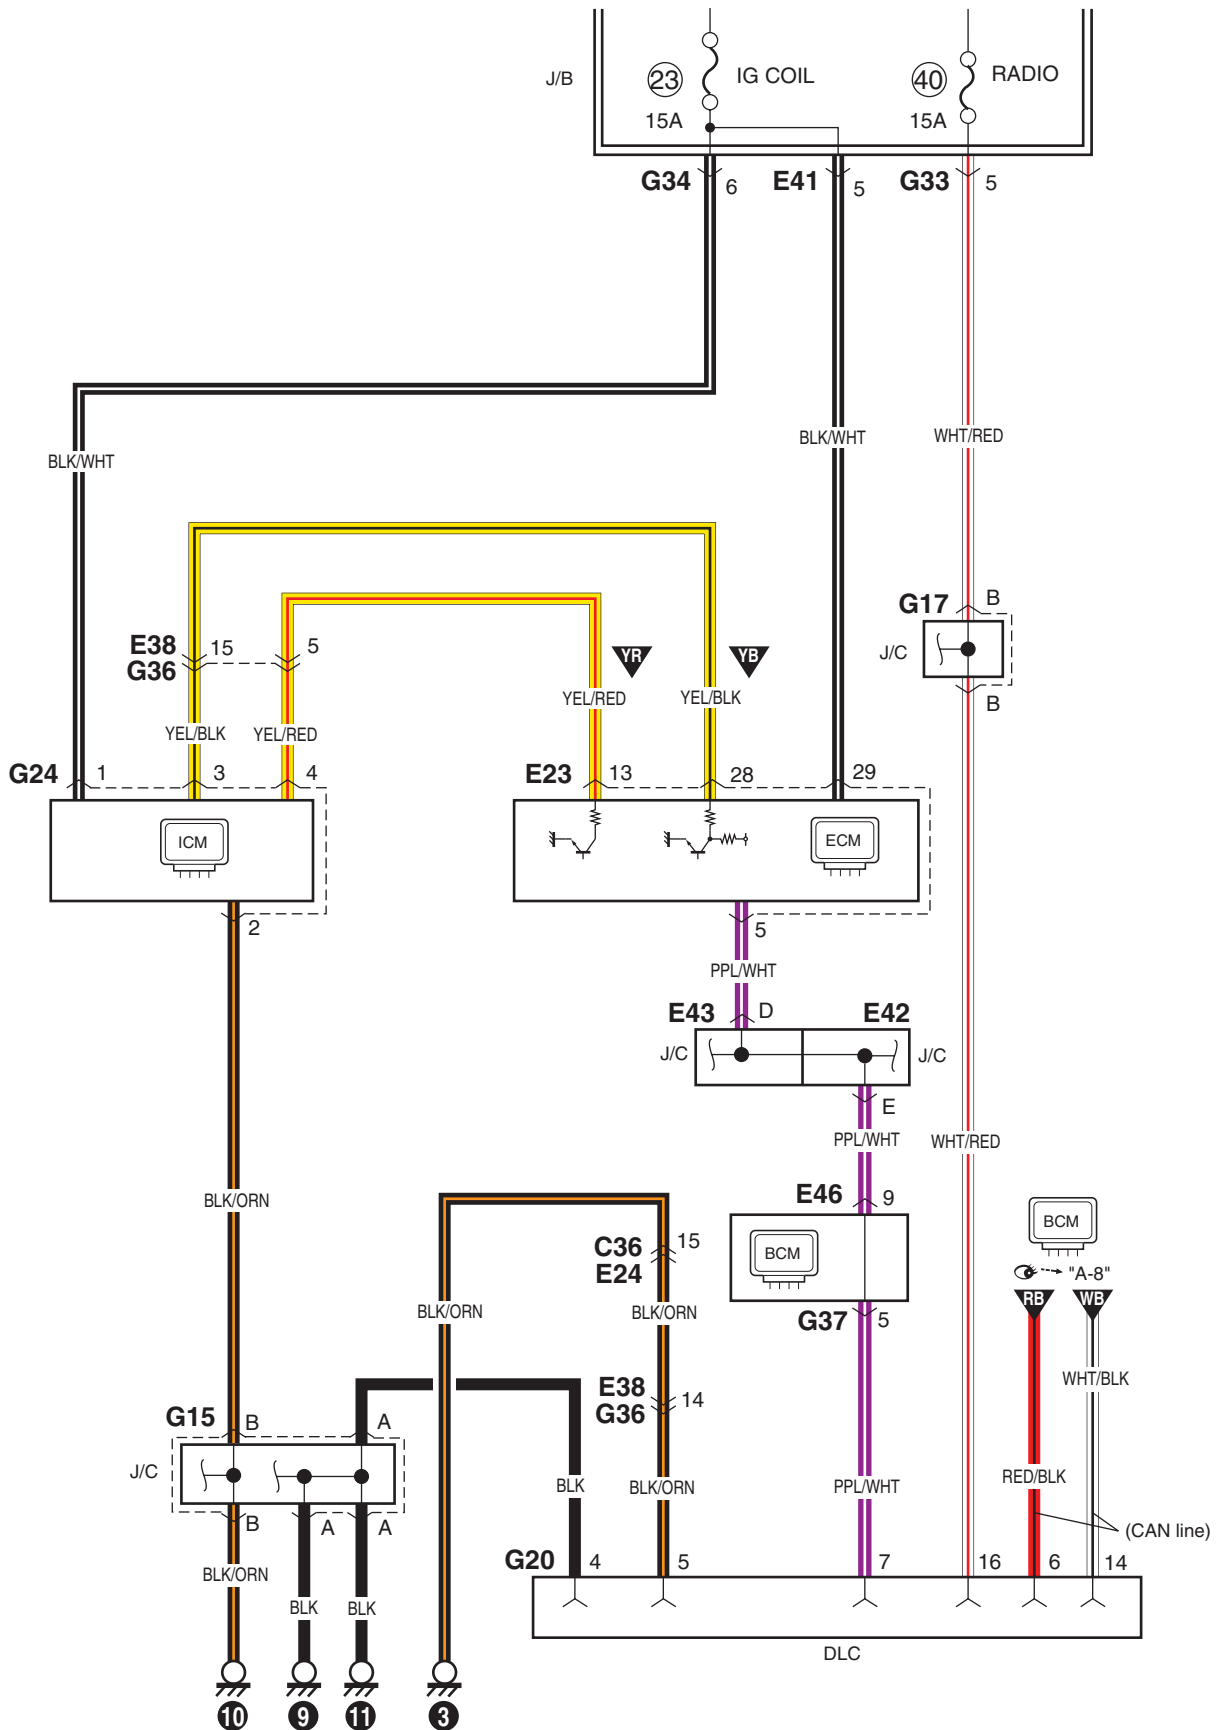 J/B
23
IG COIL
15A
40
RADIO
15A
G34
6
E41
5
G33
5
BLK/WHT
BLK/WHT
WHT/RED
E38
15
5
G36
YR
YB
YEL/BLK
YEL/RED
YEL/RED
YEL/BLK
G17
B
J/C
B
G24
1
3
4
ICM
2
E23
13
28
29
ECM
5
PPL/WHT
E43
D
E42
J/C
J/C
E
PPL/WHT
WHT/RED
BLK/ORN
E46
9
BCM
G37
5
BCM
"A-8"
RB
WB
C36
15
E24
BLK/ORN
BLK/ORN
E38
14
G36
WHT/BLK
G15
B
A
J/C
B
A
A
BLK
BLK/ORN
PPL/WHT
RED/BLK
(CAN line)
BLK/ORN
BLK
BLK
G20
4
5
7
16
6
14
DLC
10
9
11
3